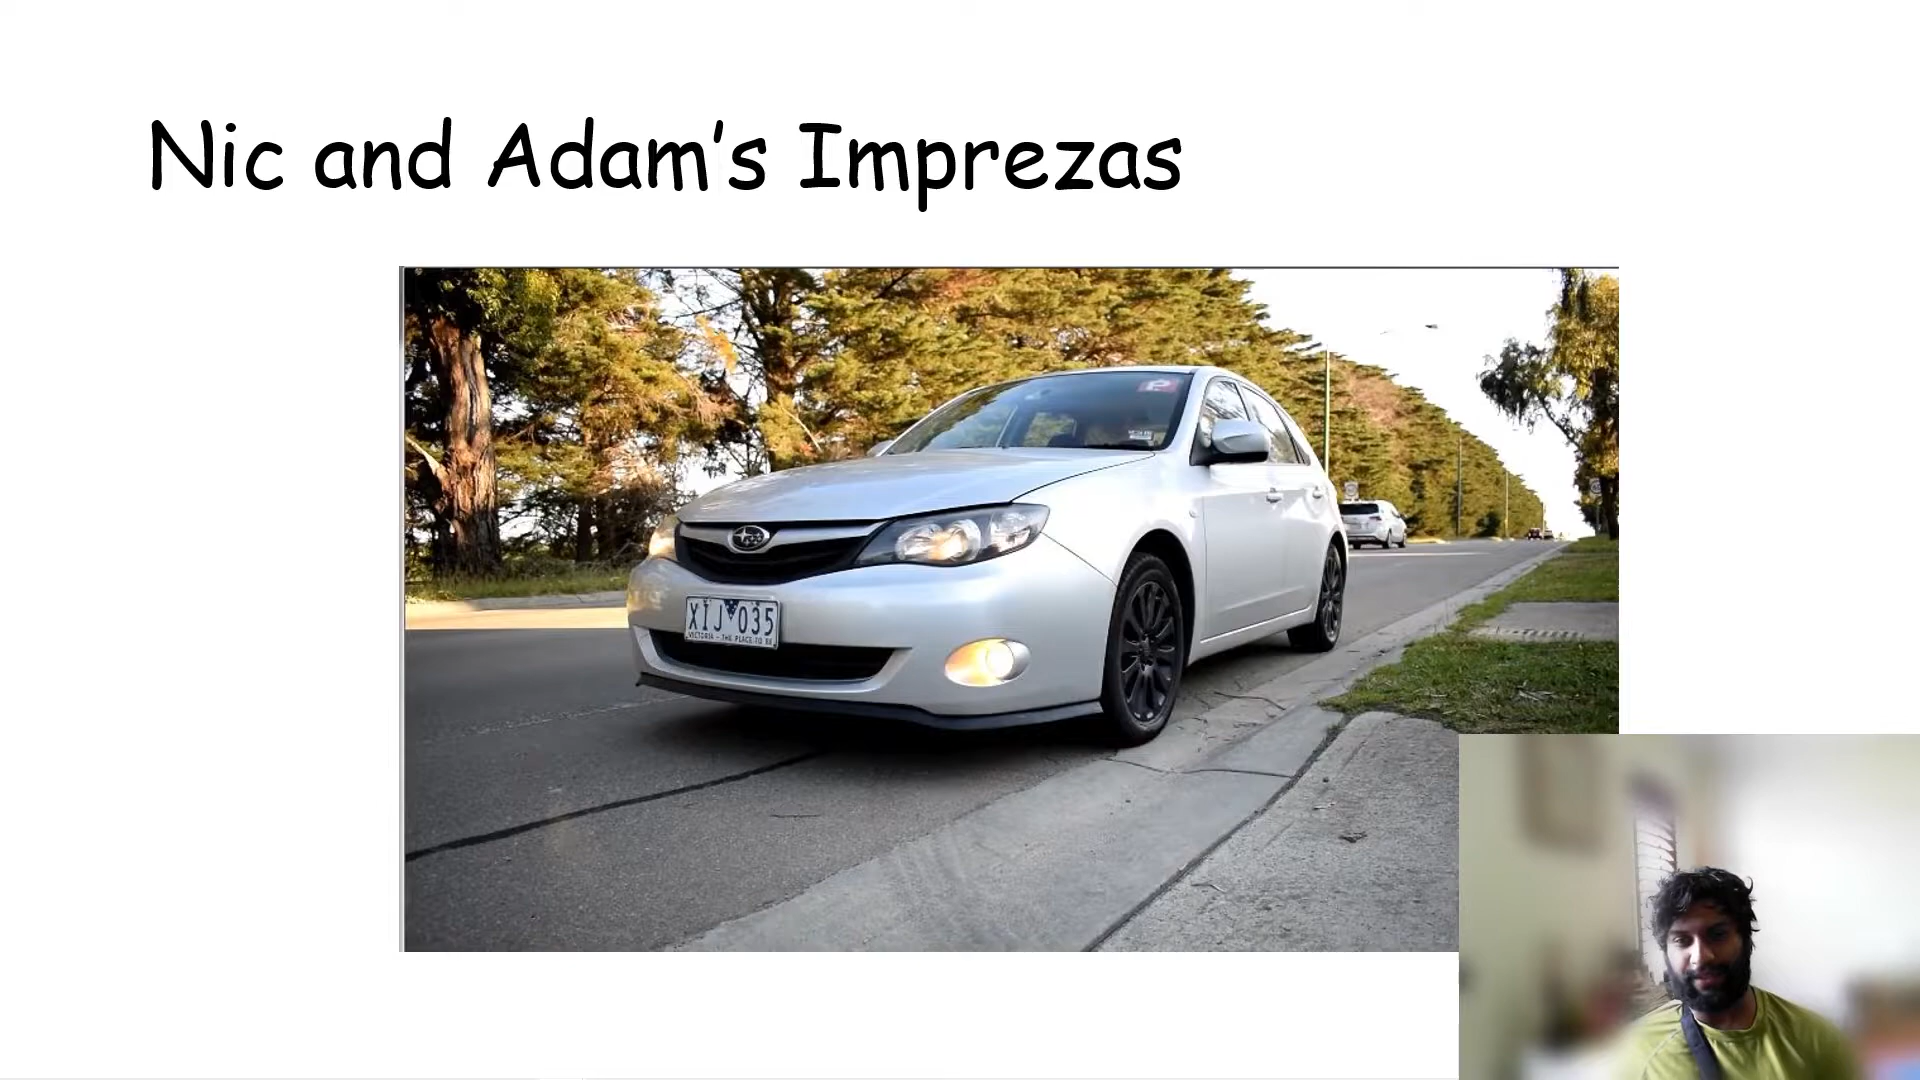 Nic and Adam's Imprezas
P
XIJ 035
VICTORIA - THE PLACE TO BE